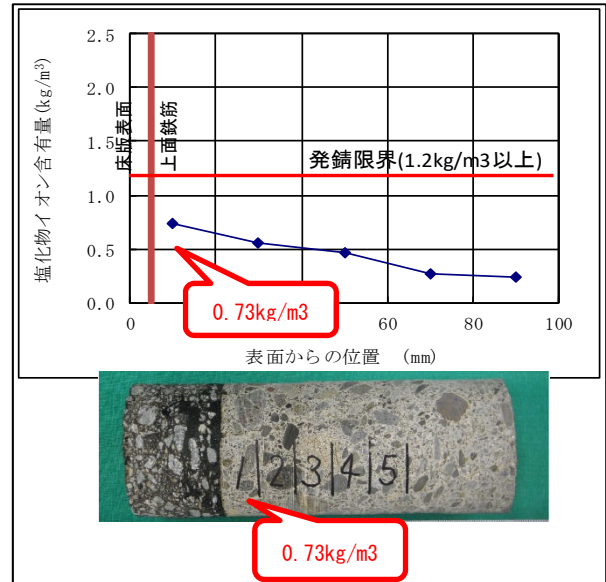 2.5
2.0
1.5
1.0
0.5
0.0
塩化物イオン含有量(kg/m³)
床版表面
上面鉄筋
発錆限界(1.2kg/m3以上)
0.73kg/m3
0
60
80
100
表面からの位置 (mm)
1|2|3|4|5|
0.73kg/m3